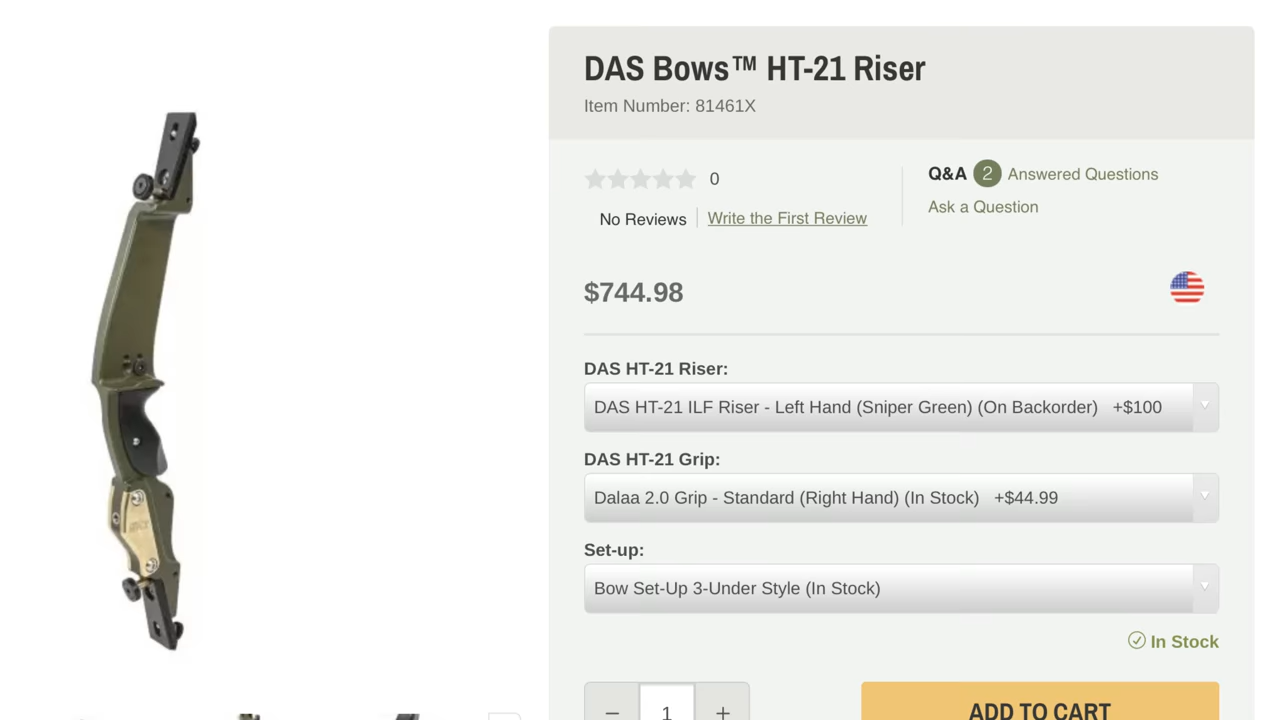 DAS Bows™ HT-21 Riser
Item Number: 81461X
0
No Reviews
Write the First Review
Q&A 2 Answered Questions
Ask a Question
$744.98
DAS HT-21 Riser:
DAS HT-21 ILF Riser - Left Hand (Sniper Green) (On Backorder) +$100
DAS HT-21 Grip:
Dalaa 2.0 Grip - Standard (Right Hand) (In Stock) +$44.99
Set-up:
Bow Set-Up 3-Under Style (In Stock)
In Stock
− 1 +
ADD TO CART